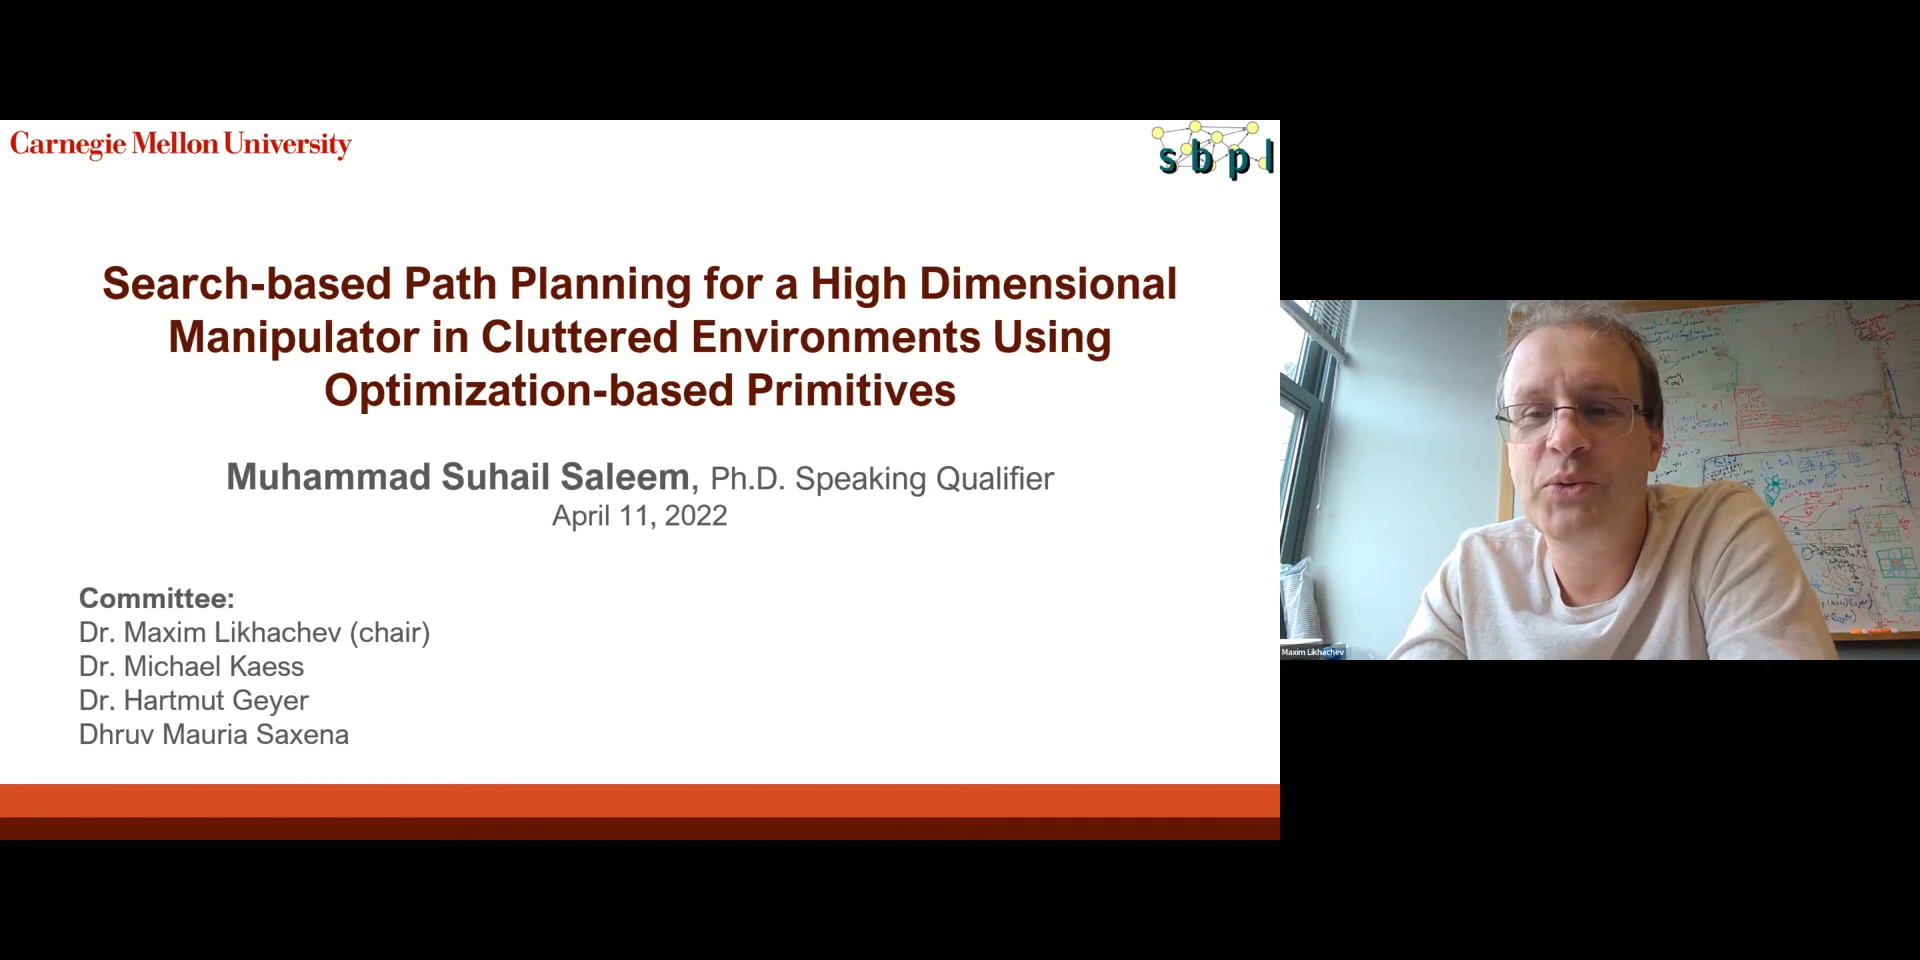 Carnegie Mellon University
sbpl
Search-based Path Planning for a High Dimensional
Manipulator in Cluttered Environments Using
Optimization-based Primitives
Muhammad Suhail Saleem, Ph.D. Speaking Qualifier
April 11, 2022
Committee:
Dr. Maxim Likhachev (chair)
Dr. Michael Kaess
Dr. Hartmut Geyer
Dhruv Mauria Saxena
Maxim Likhachev